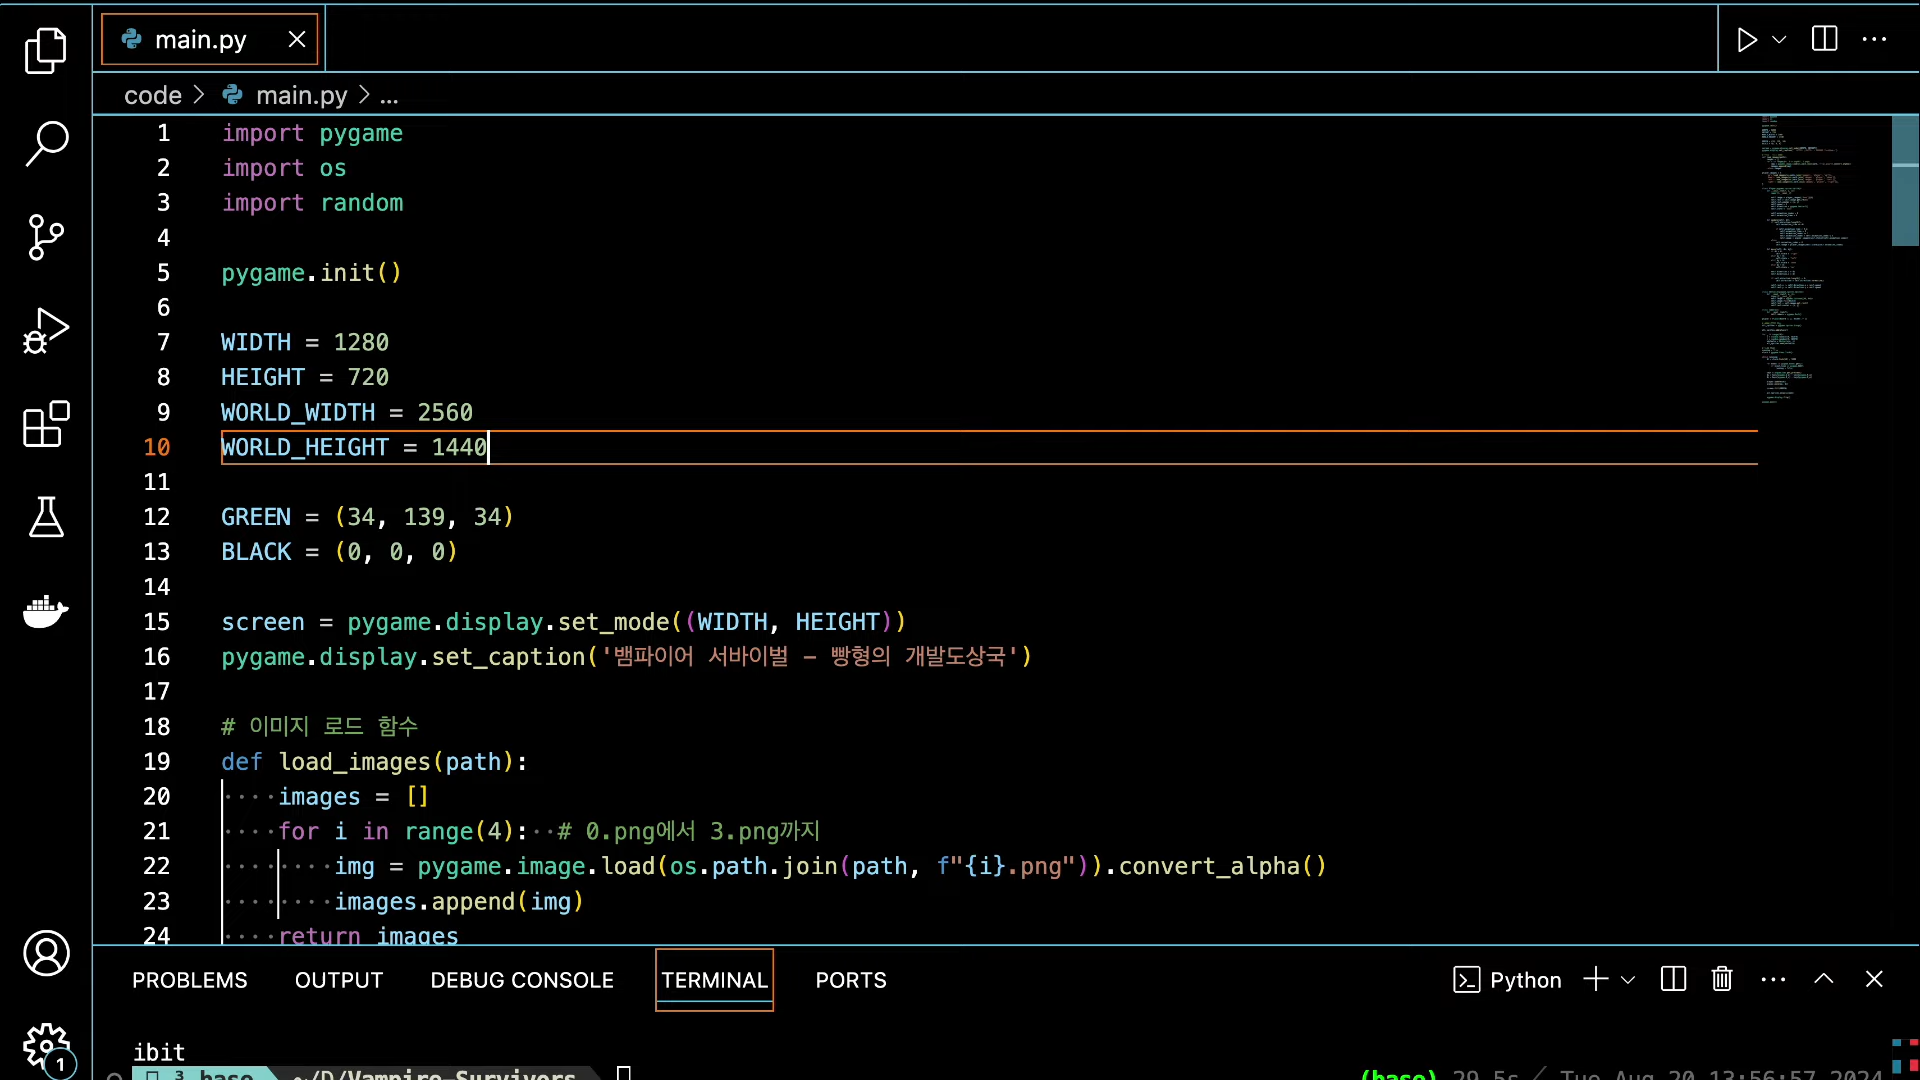 main.py
code > main.py > ...
1 import pygame
2 import os
3 import random
4
5 pygame.init()
6
7 WIDTH = 1280
8 HEIGHT = 720
9 WORLD_WIDTH = 2560
10 WORLD_HEIGHT = 1440
11
12 GREEN = (34, 139, 34)
13 BLACK = (0, 0, 0)
14
15 screen = pygame.display.set_mode((WIDTH, HEIGHT))
16 pygame.display.set_caption('뱀파이어 서바이벌 – 빵형의 개발도상국')
17
18 # 이미지 로드 함수
19 def load_images(path):
20 images = []
21 for i in range(4): # 0.png에서 3.png까지
22 img = pygame.image.load(os.path.join(path, f"{i}.png")).convert_alpha()
23 images.append(img)
24 return images
PROBLEMS OUTPUT DEBUG CONSOLE TERMINAL PORTS Python
ibit
1 3 base ~/D/Vampire-Survivors (base) 29.5s / Tue Aug 20 13:56:57 2024